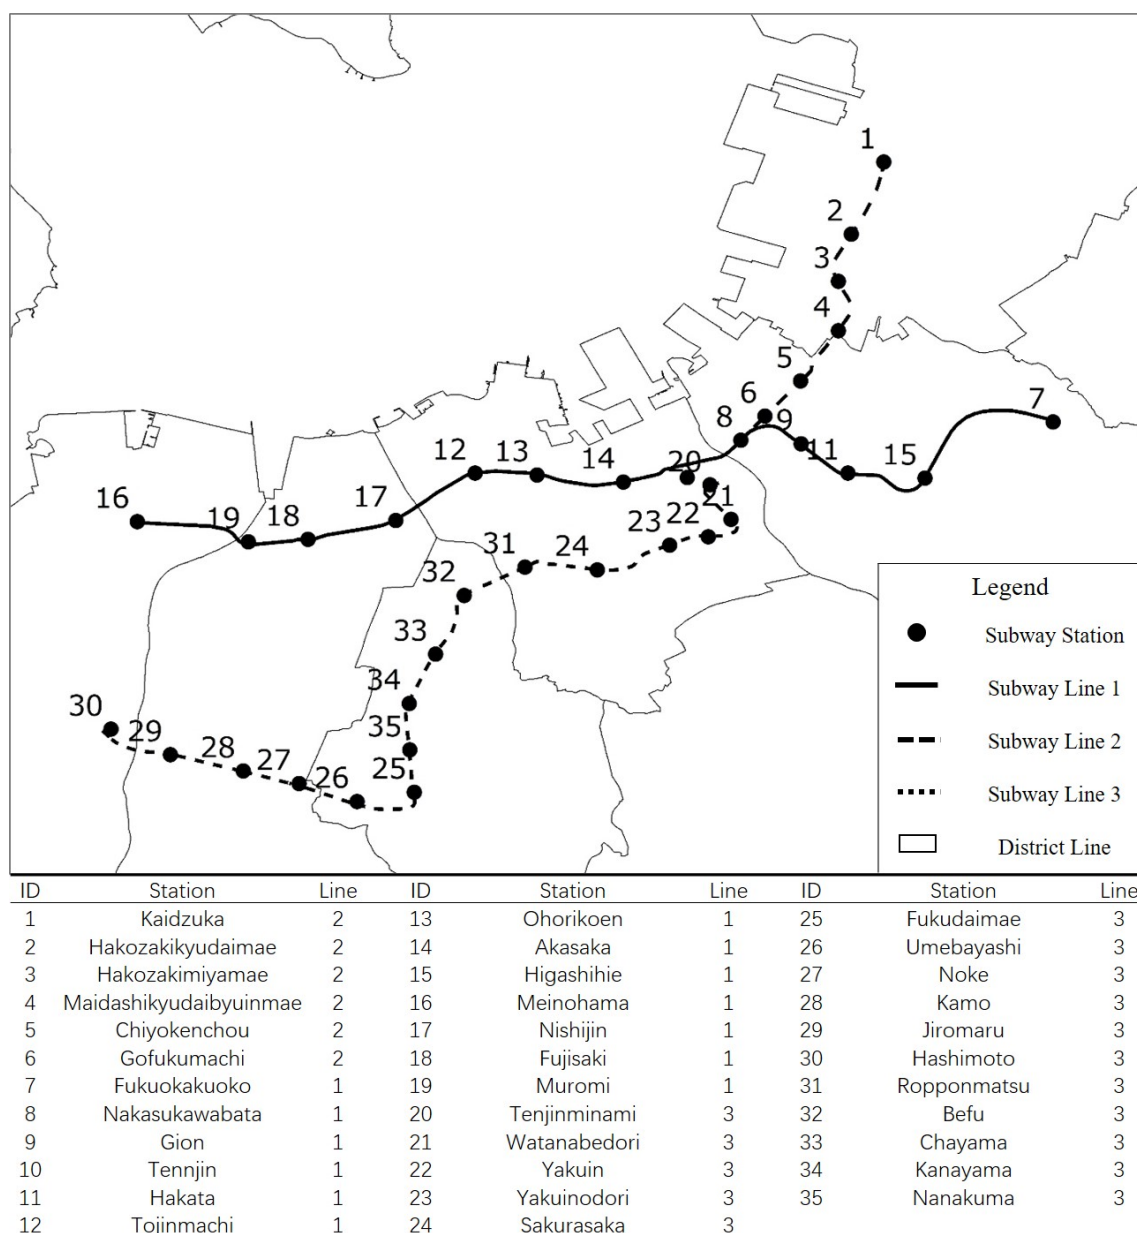 1
2
3
4
5
6
7
8
9
12
13
14
11
15
20
16
19
18
17
21
22
23
24
31
32
33
34
35
25
30
29
28
27
26
Legend
Subway Station
Subway Line 1
Subway Line 2
Subway Line 3
District Line
ID Station Line ID Station Line ID Station Line
1 Kaidzuka 2 13 Ohorikoen 1 25 Fukudaimae 3
2 Hakozakikyudaimae 2 14 Akasaka 1 26 Umebayashi 3
3 Hakozakimiyamae 2 15 Higashihie 1 27 Noke 3
4 Maidashikyudaibyuinmae 2 16 Meinohama 1 28 Kamo 3
5 Chiyokenchou 2 17 Nishijin 1 29 Jiromaru 3
6 Gofukumachi 2 18 Fujisaki 1 30 Hashimoto 3
7 Fukuokakuoko 1 19 Muromi 1 31 Ropponmatsu 3
8 Nakasukawabata 1 20 Tenjinminami 3 32 Befu 3
9 Gion 1 21 Watanabedori 3 33 Chayama 3
10 Tennjin 1 22 Yakuin 3 34 Kanayama 3
11 Hakata 1 23 Yakuinodori 3 35 Nanakuma 3
12 Tojinmachi 1 24 Sakurasaka 3